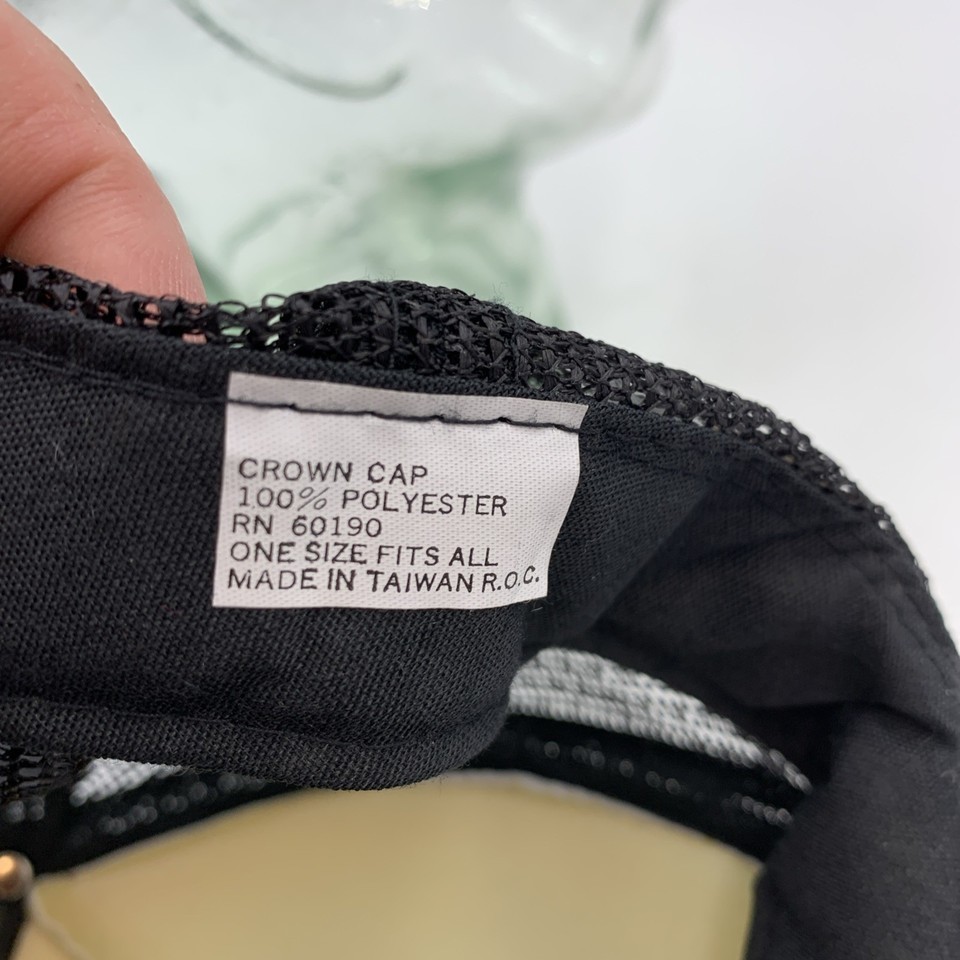 CROWN CAP
100% POLYESTER
RN 60190
ONE SIZE FITS ALL
MADE IN TAIWAN R.O.C.